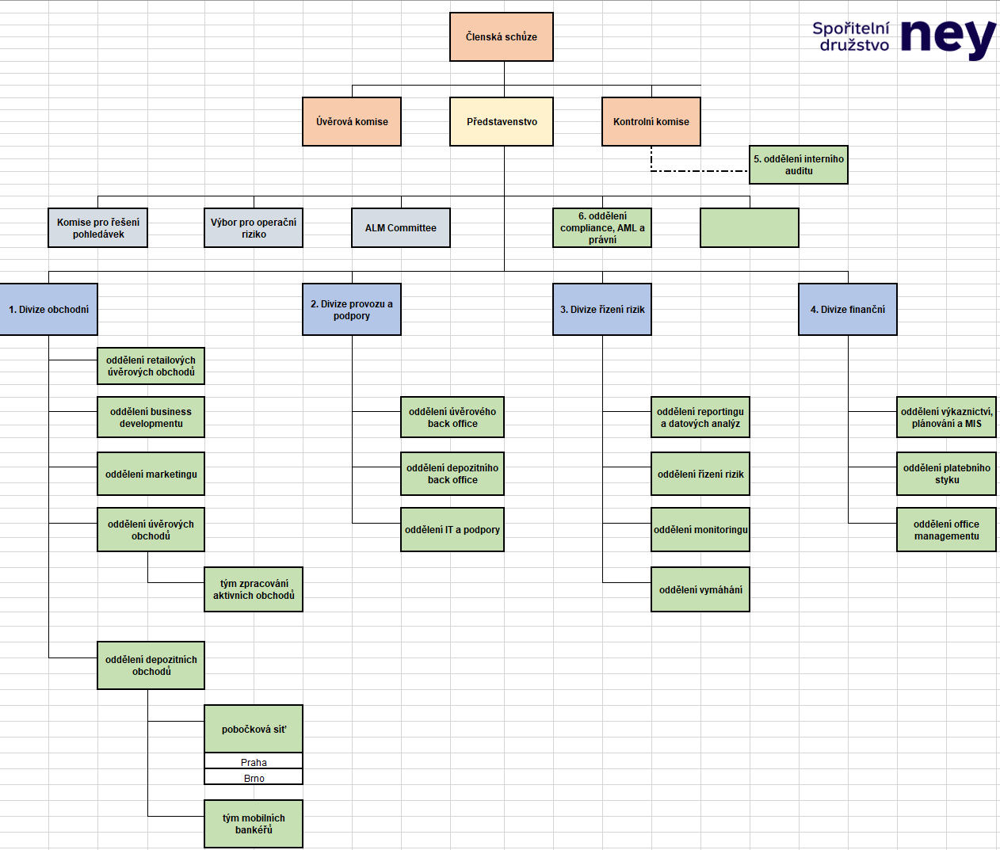 Členská schůze
Spořitelní
družstvo
ney
Úvěrová komise
Představenstvo
Kontrolní komise
5. oddělení interního
auditu
Komise pro řešení
pohledávek
Výbor pro operační
riziko
ALM Committee
6. oddělení
compliance, AML a
právní
1. Divize obchodní
2. Divize provozu a
podpory
3. Divize řízení rizik
4. Divize finanční
oddělení retailových
úvěrových obchodů
oddělení business
developmentu
oddělení marketingu
oddělení úvěrových
obchodů
tým zpracování
aktivních obchodů
oddělení depozitních
obchodů
pobočková síť
Praha
Brno
tým mobilních
bankéřů
oddělení úvěrového
back office
oddělení depozitního
back office
oddělení IT a podpory
oddělení reportingu
a datových analýz
oddělení řízení rizik
oddělení monitoringu
oddělení vymáhání
oddělení výkaznictví,
plánování a MIS
oddělení platebního
styku
oddělení office
managementu